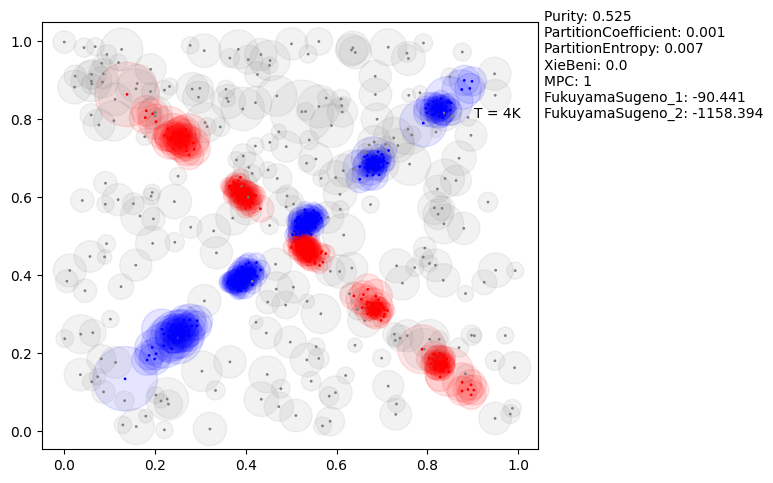 Purity: 0.525
PartitionCoefficient: 0.001
PartitionEntropy: 0.007
XieBeni: 0.0
MPC: 1
FukuyamaSugeno_1: -90.441
FukuyamaSugeno_2: -1158.394
T = 4K
1.0
0.8
0.6
0.4
0.2
0.0
0.0 0.2 0.4 0.6 0.8 1.0